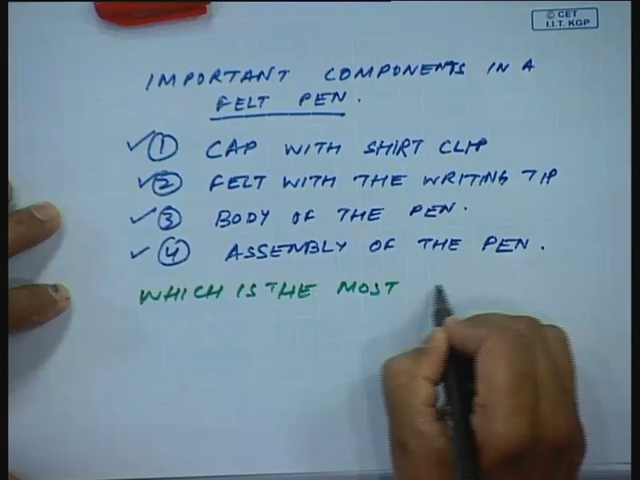 © CET
I.I.T. KGP
IMPORTANT COMPONENTS IN A
FELT PEN.
✓① CAP WITH SHIRT CLIP
✓② FELT WITH THE WRITING TIP
✓③ BODY OF THE PEN.
✓④ ASSEMBLY OF THE PEN.
WHICH IS THE MOST